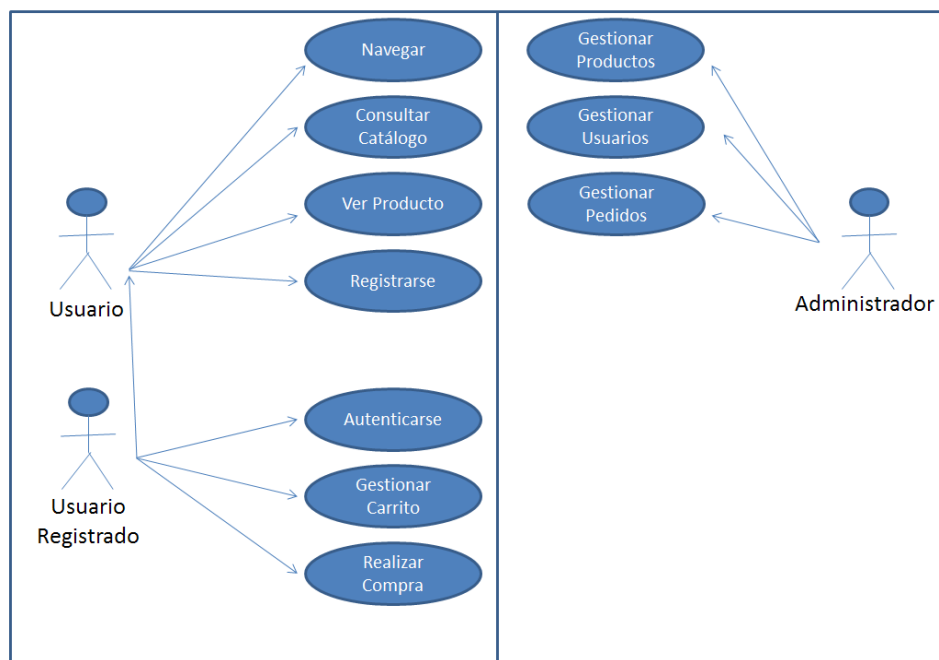 Navegar
Consultar
Catálogo
Ver Producto
Registrarse
Usuario
Autenticarse
Gestionar
Carrito
Realizar
Compra
Usuario
Registrado
Gestionar
Productos
Gestionar
Usuarios
Gestionar
Pedidos
Administrador